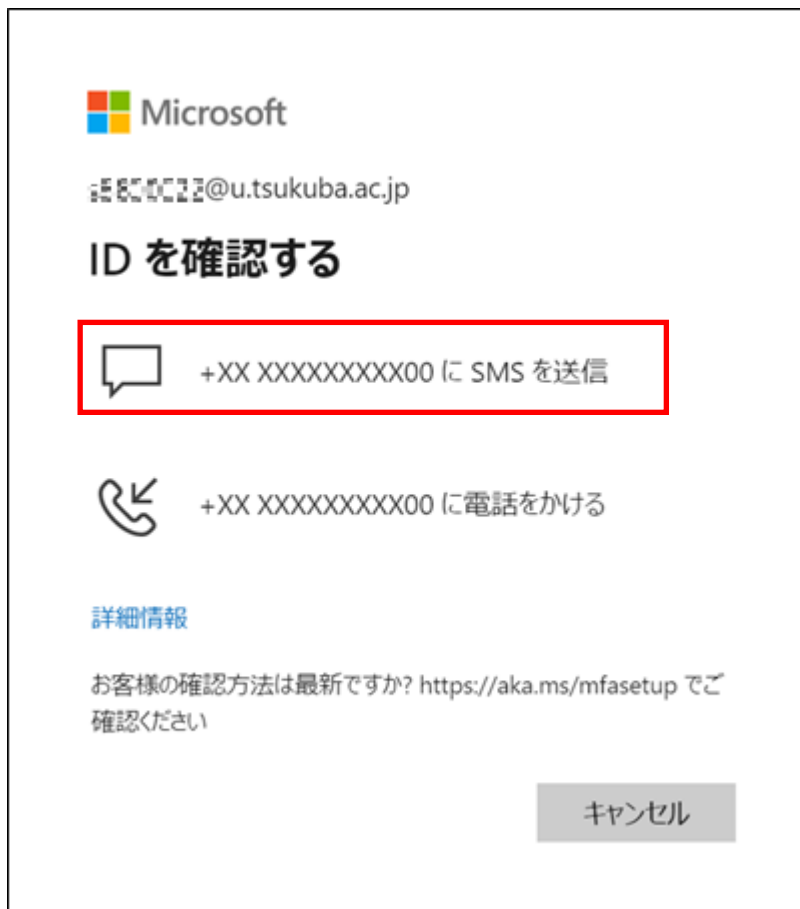 Microsoft
@u.tsukuba.ac.jp
ID を確認する
+XX XXXXXXXXX00 に SMS を送信
+XX XXXXXXXXX00 に電話をかける
詳細情報
お客様の確認方法は最新ですか? https://aka.ms/mfasetup でご
確認ください
キャンセル